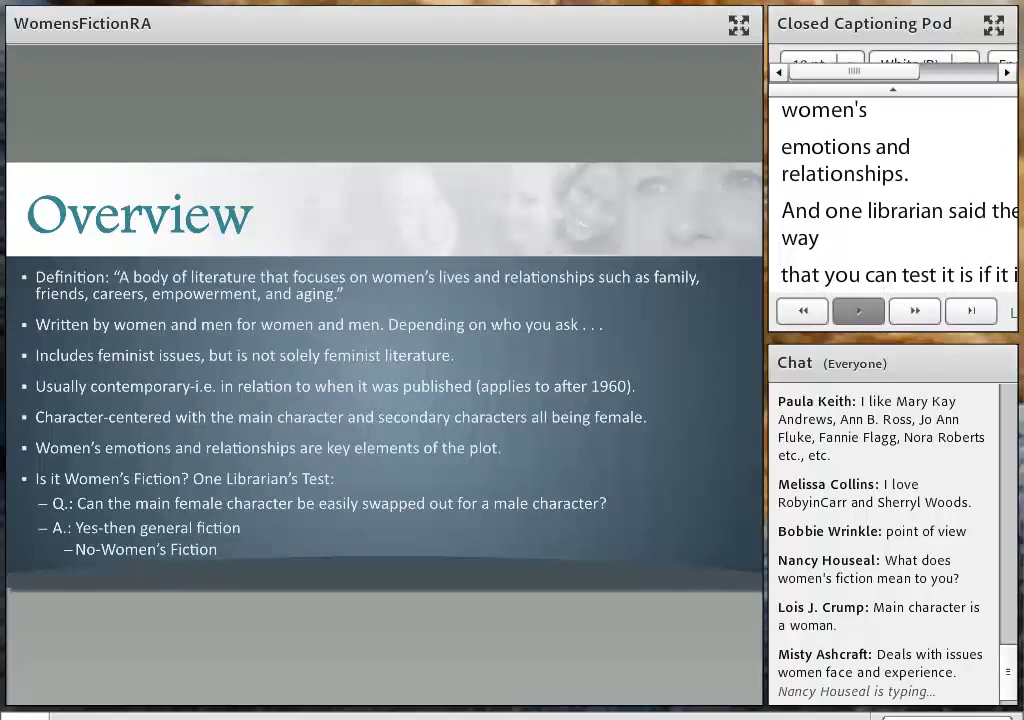 WomensFictionRA
Overview
▪ Definition: “A body of literature that focuses on women’s lives and relationships such as family,
friends, careers, empowerment, and aging.”
▪ Written by women and men for women and men. Depending on who you ask . . .
▪ Includes feminist issues, but is not solely feminist literature.
▪ Usually contemporary-i.e. in relation to when it was published (applies to after 1960).
▪ Character-centered with the main character and secondary characters all being female.
▪ Women’s emotions and relationships are key elements of the plot.
▪ Is it Women’s Fiction? One Librarian’s Test:
– Q.: Can the main female character be easily swapped out for a male character?
– A.: Yes-then general fiction
–No-Women’s Fiction
Closed Captioning Pod
women's
emotions and
relationships.
And one librarian said the
way
that you can test it is if it i
Chat (Everyone)
Paula Keith: I like Mary Kay
Andrews, Ann B. Ross, Jo Ann
Fluke, Fannie Flagg, Nora Roberts
etc., etc.
Melissa Collins: I love
RobyinCarr and Sherryl Woods.
Bobbie Wrinkle: point of view
Nancy Houseal: What does
women's fiction mean to you?
Lois J. Crump: Main character is
a woman.
Misty Ashcraft: Deals with issues
women face and experience.
Nancy Houseal is typing...